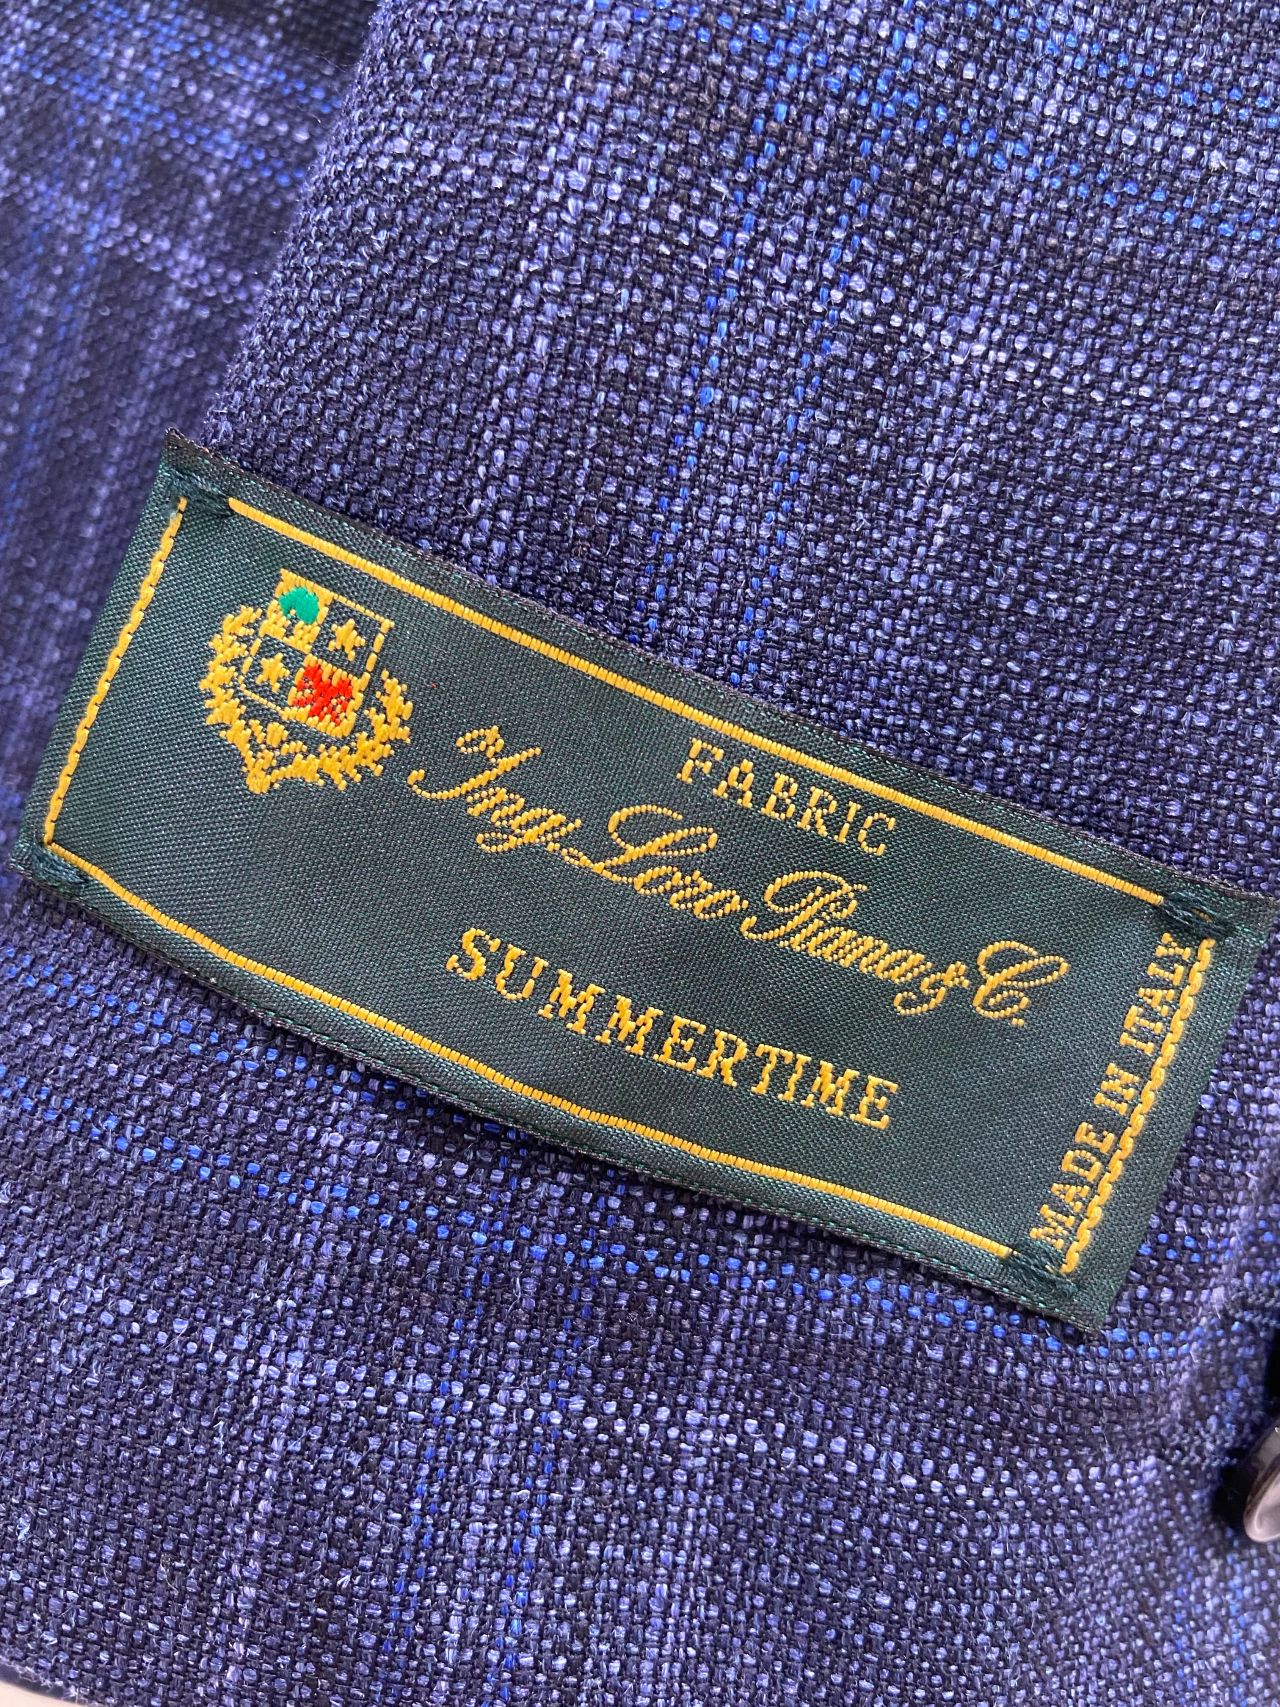 FABRIC
Ing. Loro Piana & C.
SUMMERTIME
MADE IN ITALY